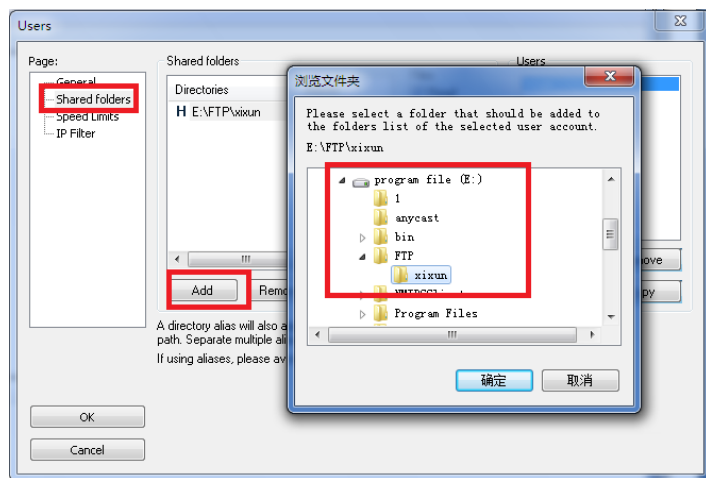 Users
Page:
General
Shared folders
Speed Limits
IP Filter
Shared folders
Directories
H E:\FTP\xixun
Add
A directory alias will also a
path. Separate multiple ali
If using aliases, please av
OK
Cancel
Users
浏览文件夹
Please select a folder that should be added to
the folders list of the selected user account.
E:\FTP\xixun
program file (E:)
1
anycast
bin
FTP
xixun
Program Files
确定
取消